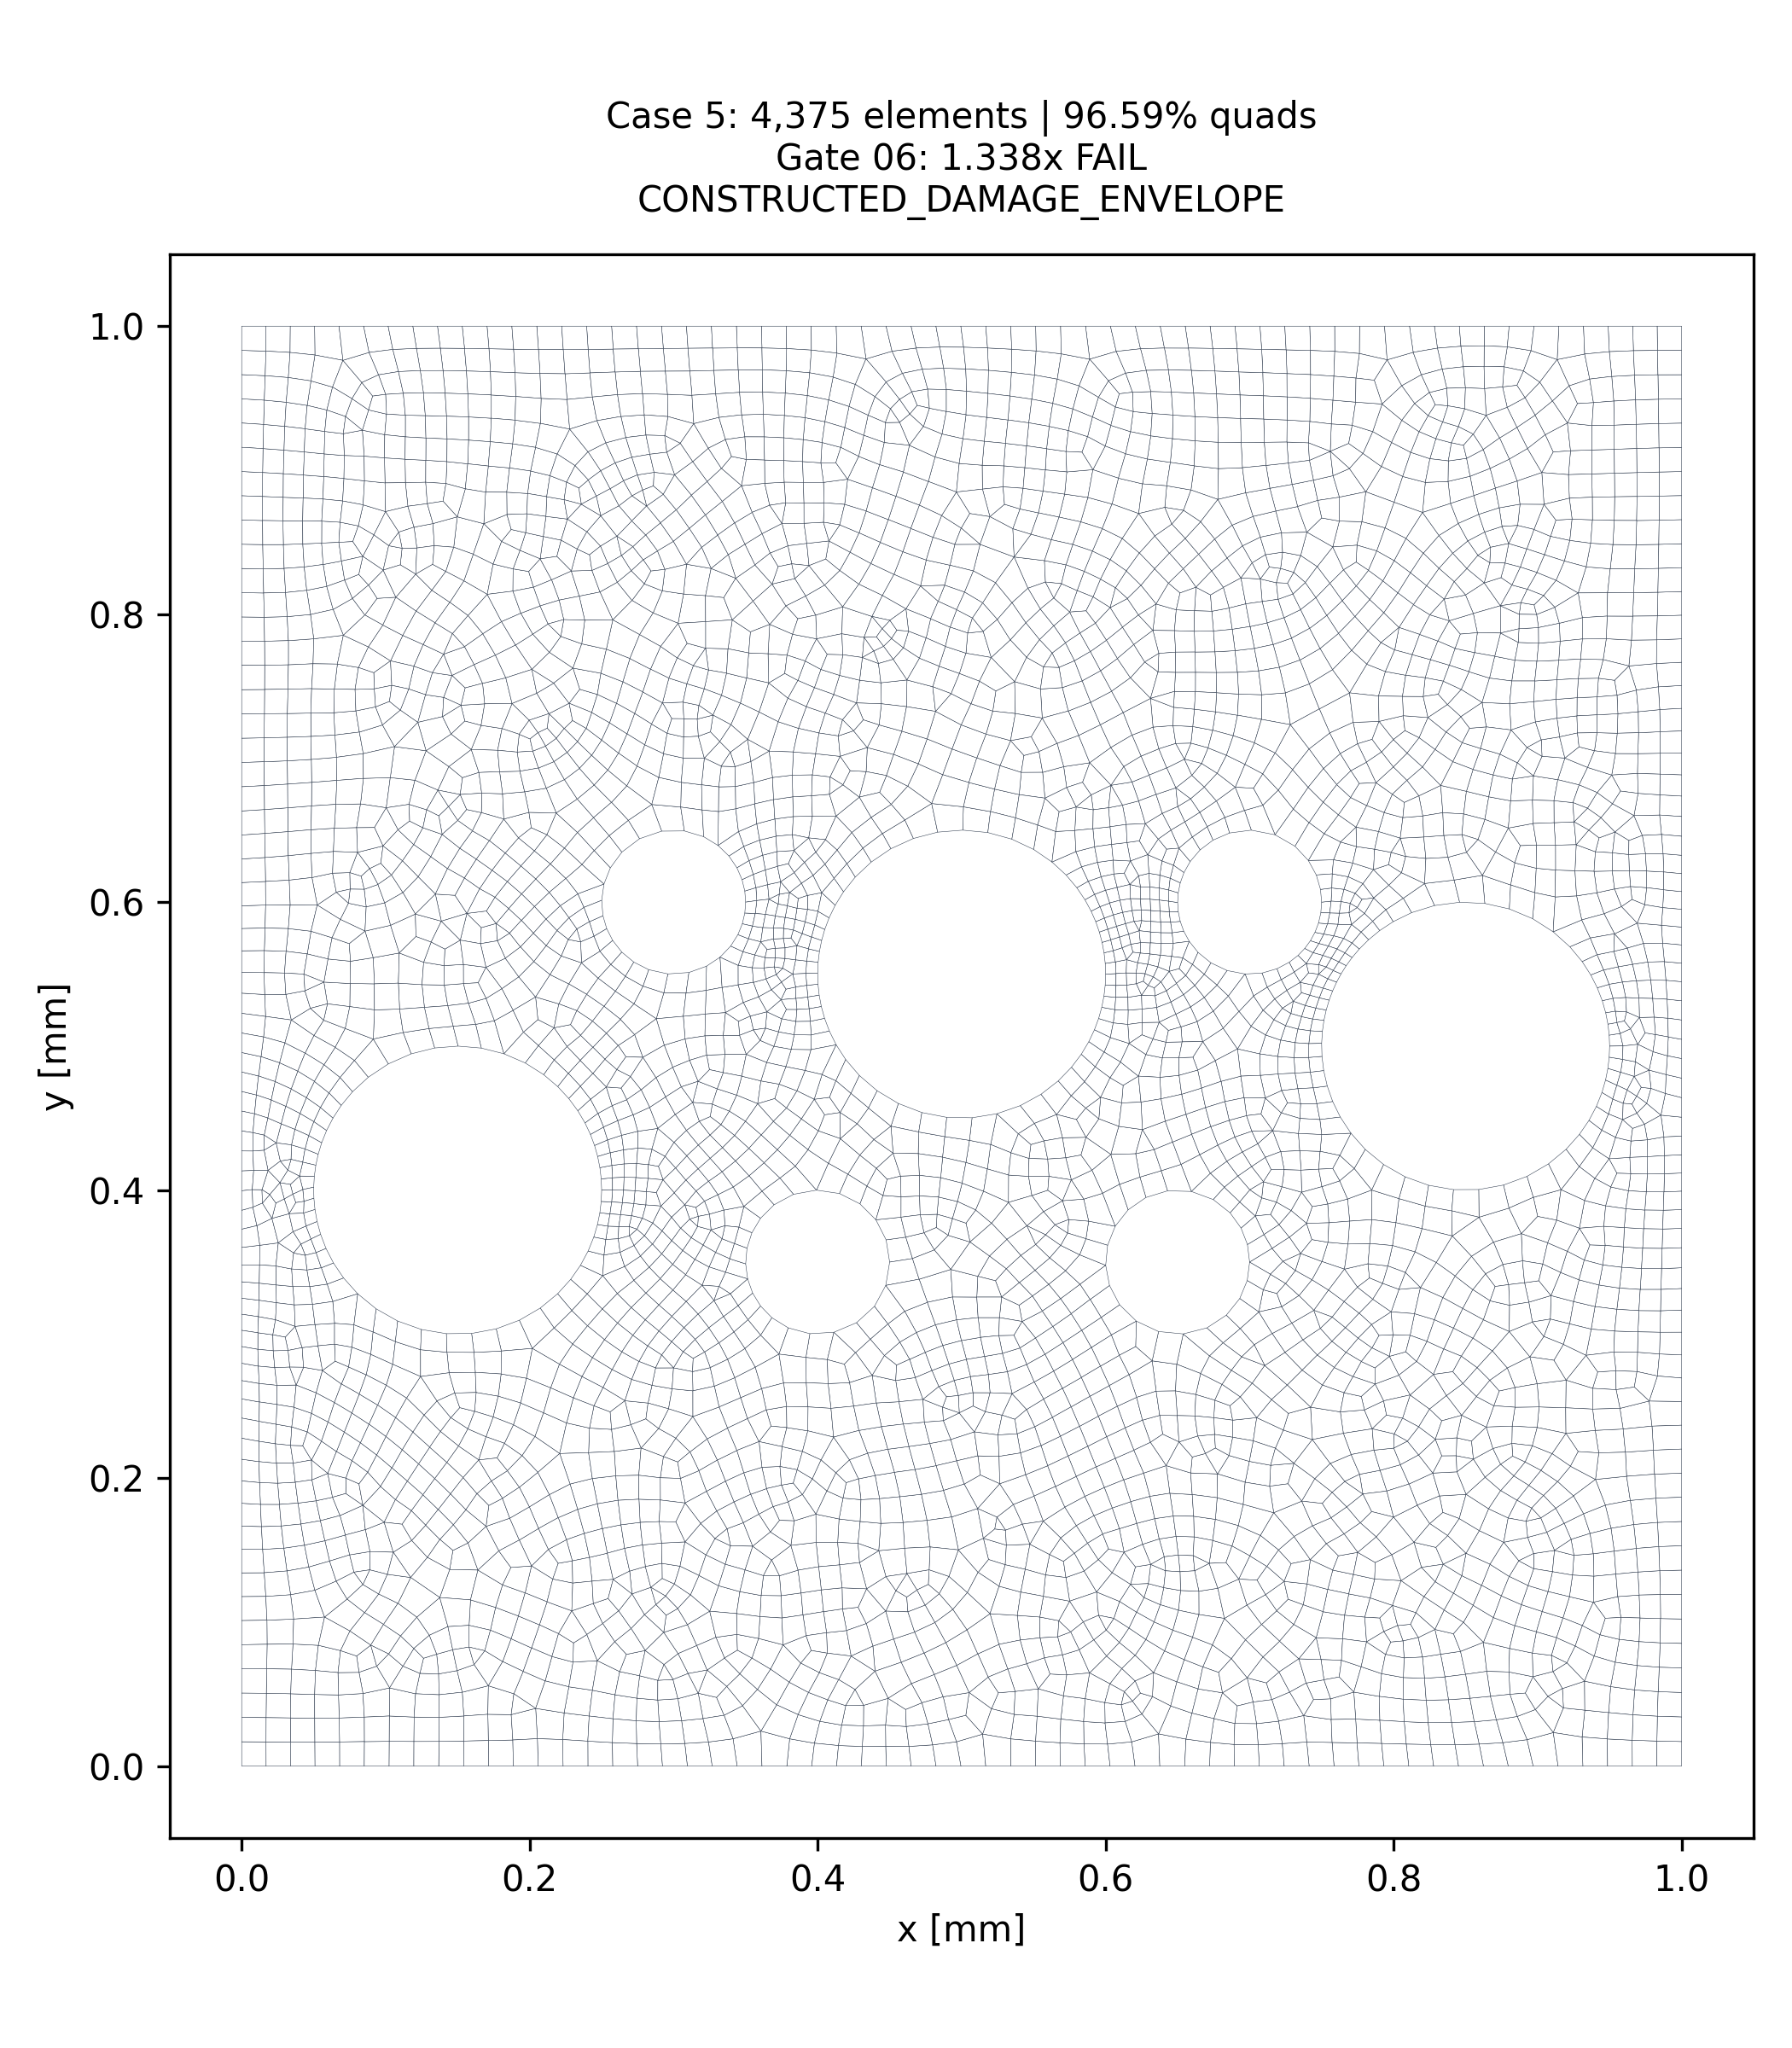 Case 5: 4,375 elements | 96.59% quads
Gate 06: 1.338x FAIL
CONSTRUCTED_DAMAGE_ENVELOPE
1.0
0.8
0.6
0.4
0.2
0.0
y [mm]
0.0 0.2 0.4 0.6 0.8 1.0
x [mm]